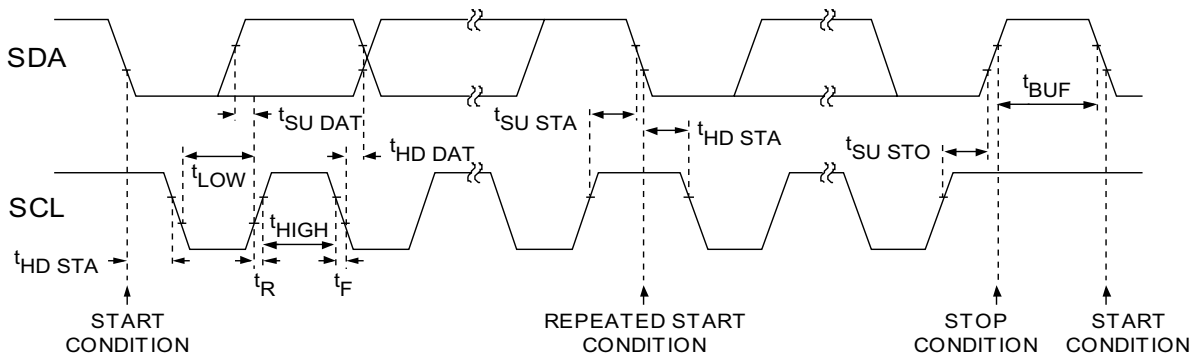 SDA
tBUF
tSU DAT
tSU STA
tHD STA
tHD DAT
tSU STO
tLOW
SCL
tHIGH
tHD STA
tR
tF
START
CONDITION
REPEATED START
CONDITION
STOP
CONDITION
START
CONDITION